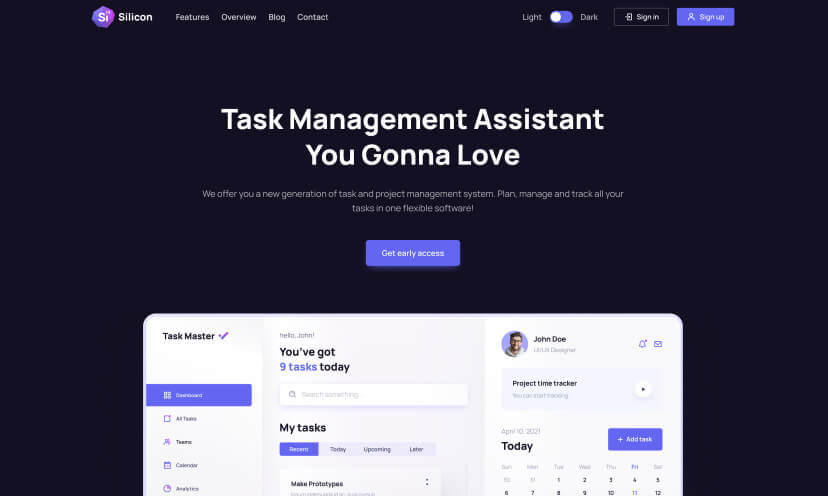 Si Silicon Features Overview Blog Contact Light Dark Sign in Sign up
Task Management Assistant
You Gonna Love
We offer you a new generation of task and project management system. Plan, manage and track all your
tasks in one flexible software!
Get early access
Task Master
hello, John!
You've got
9 tasks today
Search something
My tasks
Recent Today Upcoming Later
Make Prototypes
Dashboard
All Tasks
Teams
Calendar
Analytics
John Doe
UI/UX Designer
Project time tracker
You can start tracking
April 10, 2021
Today
+ Add task
Sun Mon Tue Wed Thu Fri Sat
30 31 1 2 3 4 5
6 7 8 9 10 11 12